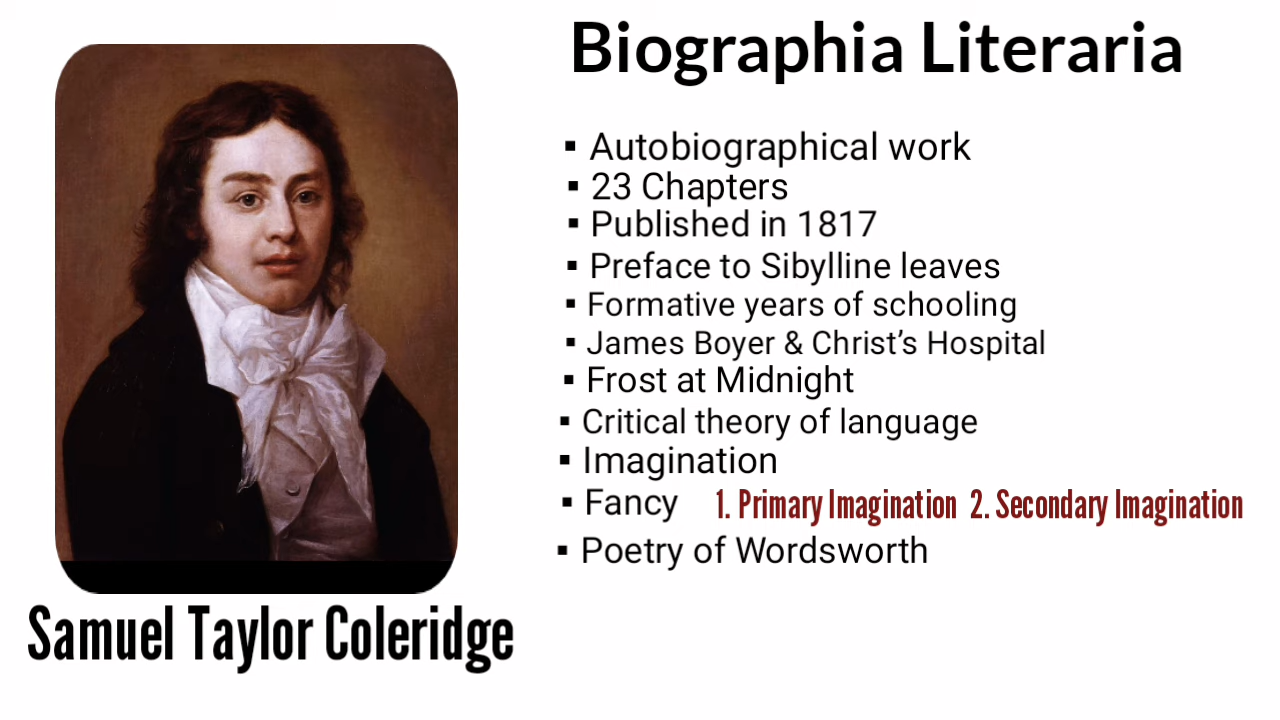 Biographia Literaria
▪ Autobiographical work
▪ 23 Chapters
▪ Published in 1817
▪ Preface to Sibylline leaves
▪ Formative years of schooling
▪ James Boyer & Christ’s Hospital
▪ Frost at Midnight
▪ Critical theory of language
▪ Imagination
▪ Fancy 1. Primary Imagination 2. Secondary Imagination
▪ Poetry of Wordsworth
Samuel Taylor Coleridge